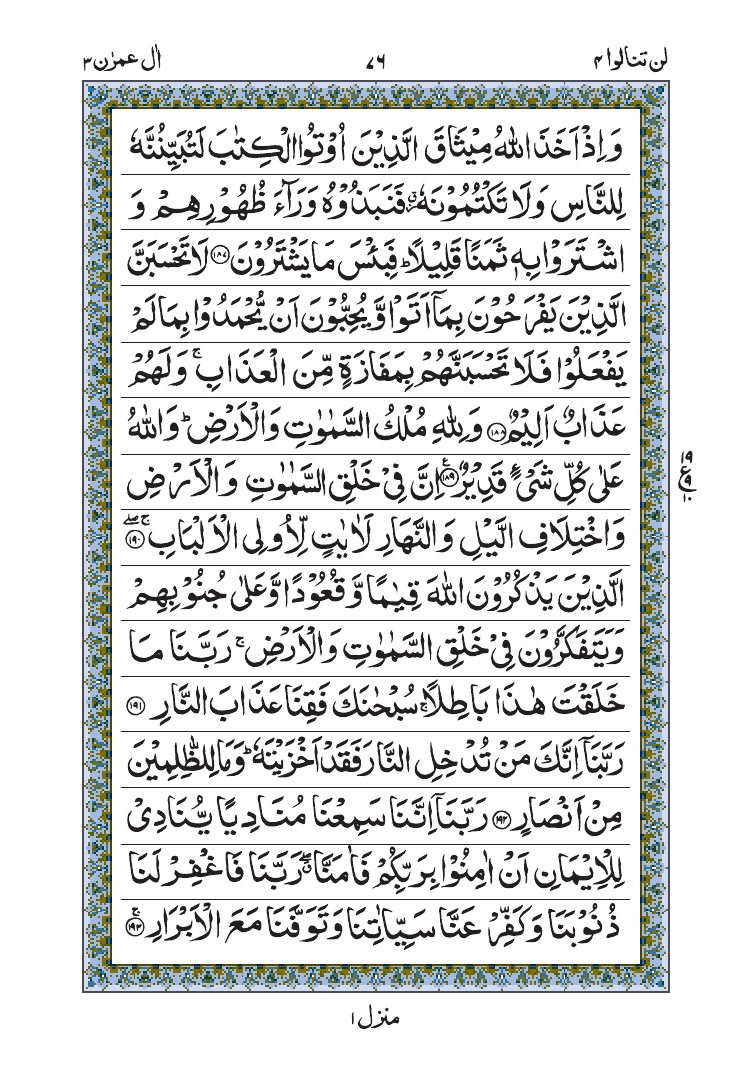 لن تنالوا ۴ ۷۶ اٰل عمرٰن ۳
وَ اِذْ اَخَذَ اللّٰهُ مِیْثَاقَ الَّذِیْنَ اُوْتُوا الْكِتٰبَ لَتُبَیِّنُنَّهٗ
لِلنَّاسِ وَ لَا تَكْتُمُوْنَهٗ٘ فَنَبَذُوْهُ وَرَآءَ ظُهُوْرِهِمْ وَ
اشْتَرَوْا بِهٖ ثَمَنًا قَلِیْلًاؕ فَبِئْسَ مَا یَشْتَرُوْنَ ۝۱۸۷ لَا تَحْسَبَنَّ
الَّذِیْنَ یَفْرَحُوْنَ بِمَاۤ اَتَوْا وَّ یُحِبُّوْنَ اَنْ یُّحْمَدُوْا بِمَا لَمْ
یَفْعَلُوْا فَلَا تَحْسَبَنَّهُمْ بِمَفَازَةٍ مِّنَ الْعَذَابِۚ وَ لَهُمْ
عَذَابٌ اَلِیْمٌ ۝۱۸۸ وَ لِلّٰهِ مُلْكُ السَّمٰوٰتِ وَ الْاَرْضِؕ وَ اللّٰهُ
عَلٰی كُلِّ شَیْءٍ قَدِیْرٌ ۝۱۸۹ اِنَّ فِیْ خَلْقِ السَّمٰوٰتِ وَ الْاَرْضِ
۱۹ ع ۹ ۱۰
وَ اخْتِلَافِ الَّیْلِ وَ النَّهَارِ لَاٰیٰتٍ لِّاُولِی الْاَلْبَابِ ۝۱۹۰ۚۖ
الَّذِیْنَ یَذْكُرُوْنَ اللّٰهَ قِیٰمًا وَّ قُعُوْدًا وَّ عَلٰی جُنُوْبِهِمْ
وَ یَتَفَكَّرُوْنَ فِیْ خَلْقِ السَّمٰوٰتِ وَ الْاَرْضِۚ رَبَّنَا مَا
خَلَقْتَ هٰذَا بَاطِلًاۚ سُبْحٰنَكَ فَقِنَا عَذَابَ النَّارِ ۝۱۹۱
رَبَّنَاۤ اِنَّكَ مَنْ تُدْخِلِ النَّارَ فَقَدْ اَخْزَیْتَهٗؕ وَ مَا لِلظّٰلِمِیْنَ
مِنْ اَنْصَارٍ ۝۱۹۲ رَبَّنَاۤ اِنَّنَا سَمِعْنَا مُنَادِیًا یُّنَادِیْ
لِلْاِیْمَانِ اَنْ اٰمِنُوْا بِرَبِّكُمْ فَاٰمَنَّاۖۗ رَبَّنَا فَاغْفِرْ لَنَا
ذُنُوْبَنَا وَ كَفِّرْ عَنَّا سَیِّاٰتِنَا وَ تَوَفَّنَا مَعَ الْاَبْرَارِ ۝۱۹۳ۚ
منزل ۱